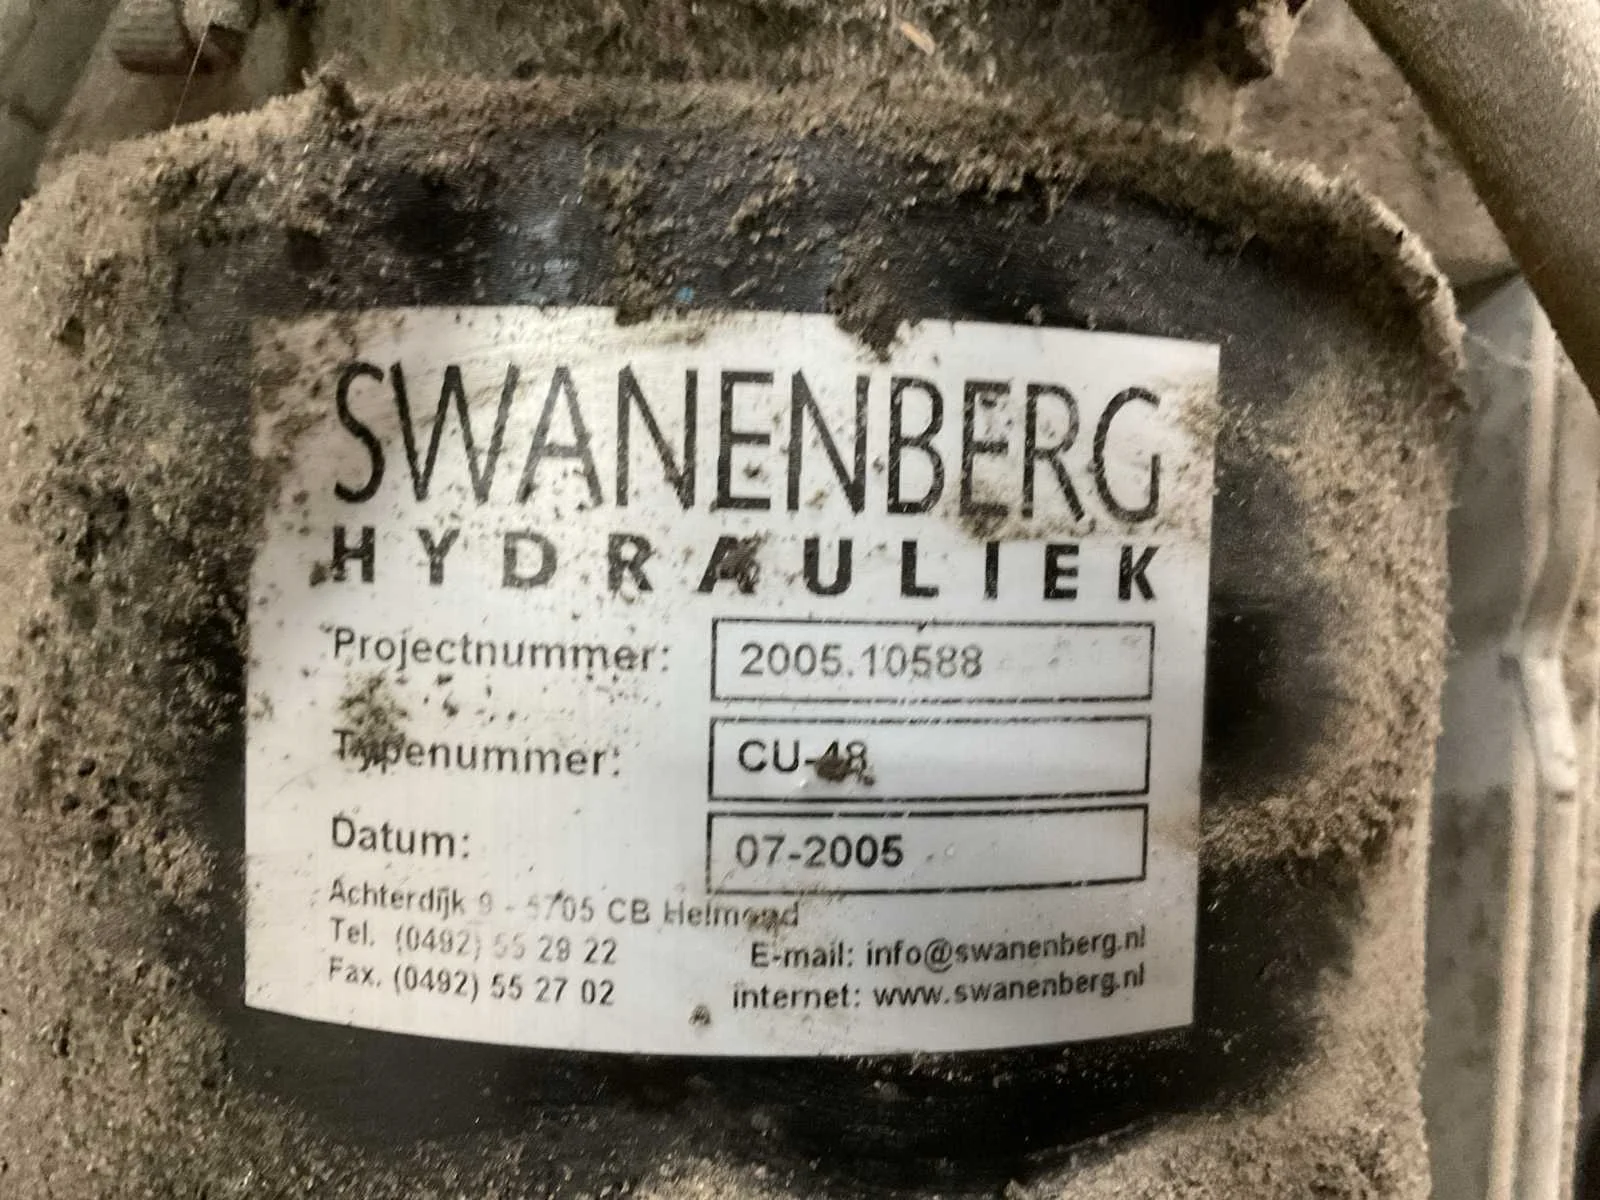 SWANENBERG
HYDRAULIEK
Projectnummer: 2005.10588
Typenummer: CU-48
Datum: 07-2005
Achterdijk 9 - 5705 CB Helmond
Tel. (0492) 55 29 22
E-mail: info@swanenberg.nl
Fax. (0492) 55 27 02
internet: www.swanenberg.nl